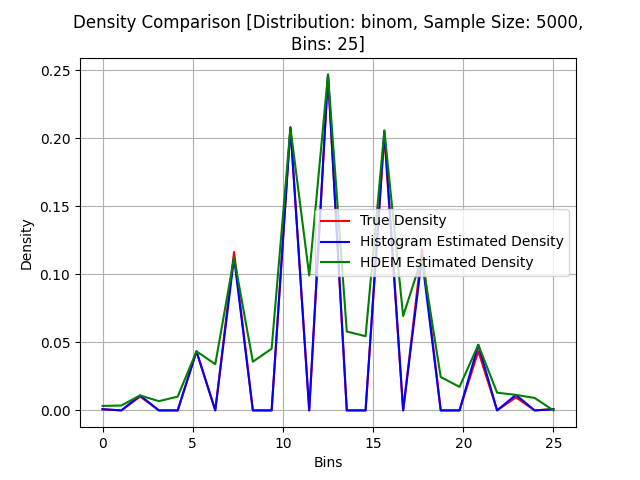 Density Comparison [Distribution: binom, Sample Size: 5000,
Bins: 25]
0.25
0.20
0.15
0.10
0.05
0.00
Density
True Density
Histogram Estimated Density
HDEM Estimated Density
0 5 10 15 20 25
Bins